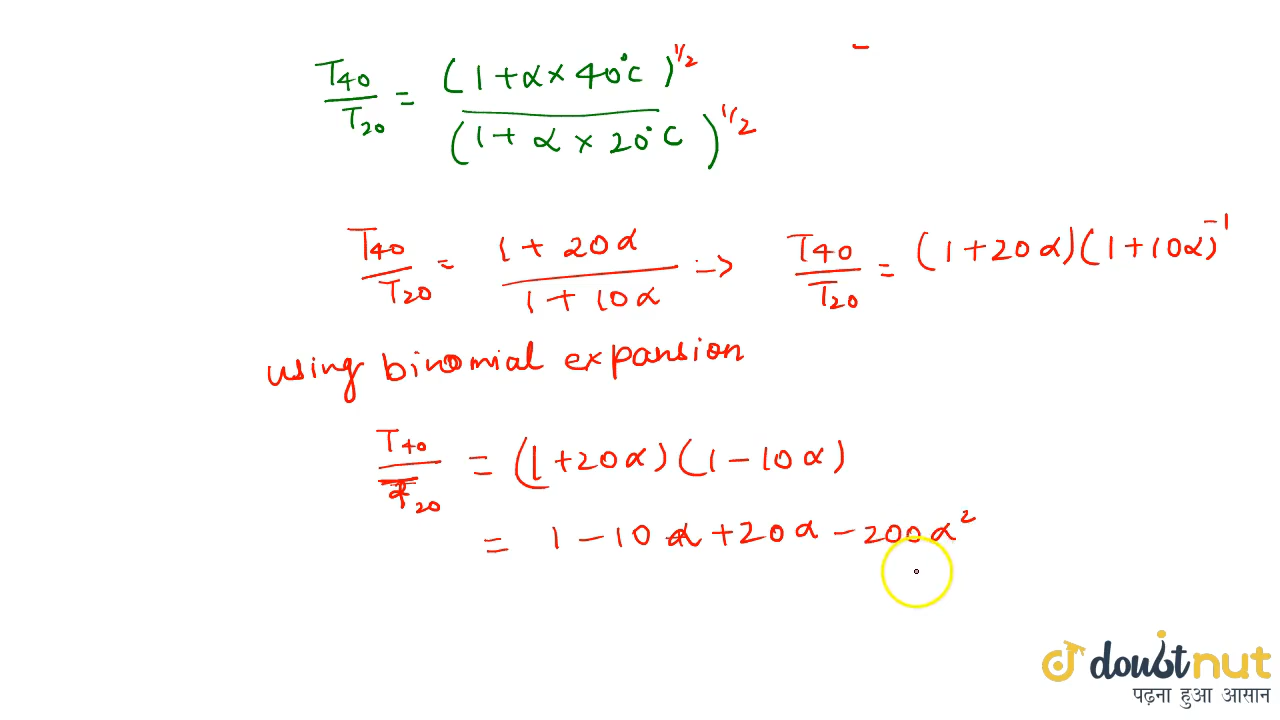 T40/T20 = (1+α×40°C)^1/2 / (1+α×20°C)^1/2
T40/T20 = 1+20α / 1+10α -> T40/T20 = (1+20α)(1+10α)^-1
using binomial expansion
T40/T20 = (1+20α)(1-10α)
= 1-10α+20α-200α²
doubtnut
पढ़ना हुआ आसान